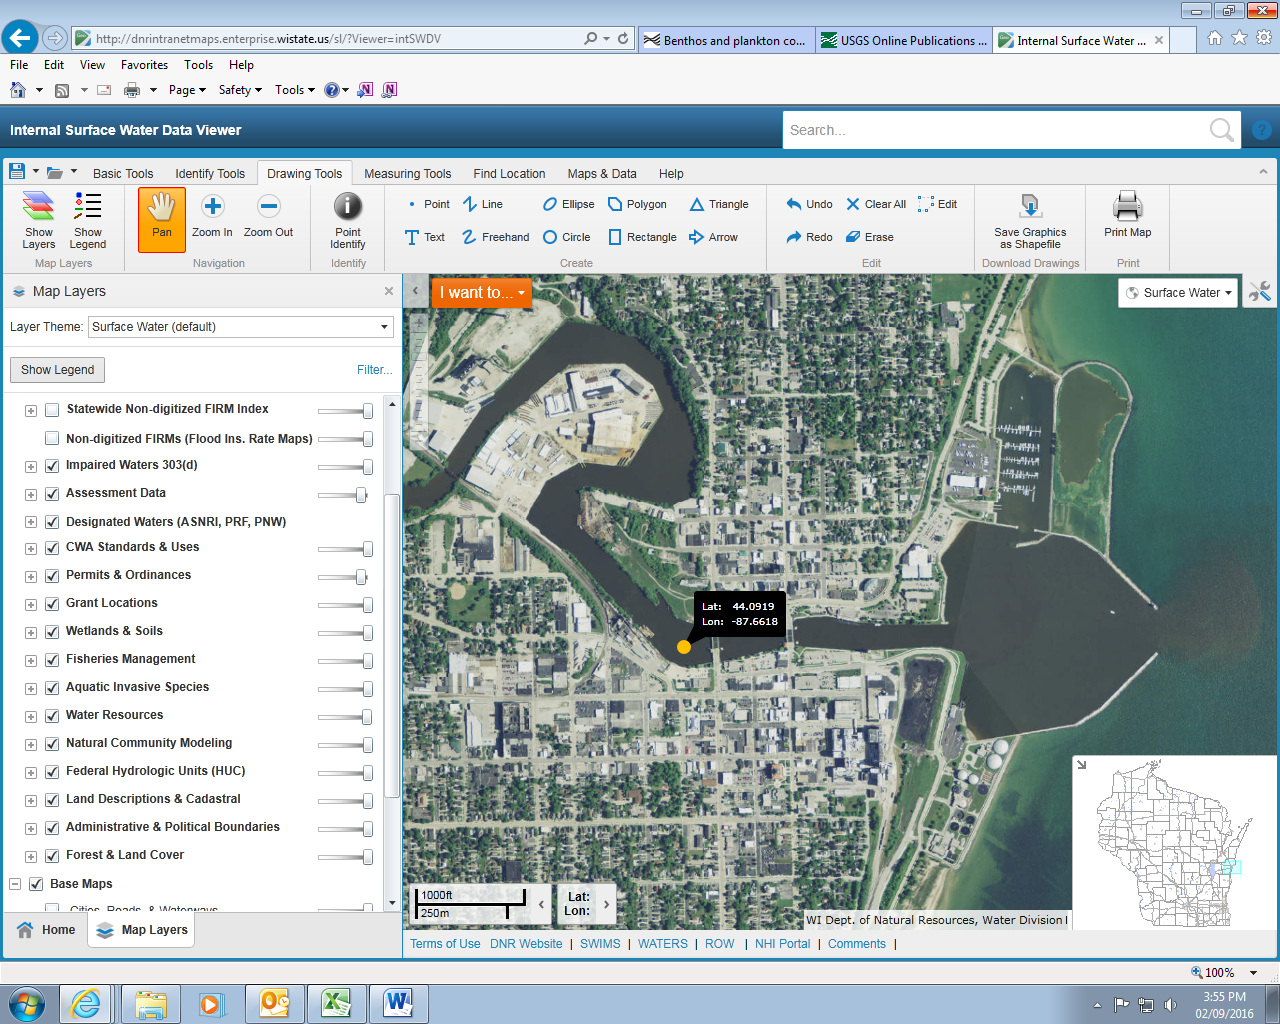 http://dnrintranetmaps.enterprise.wistate.us/sl/?Viewer=intSWDV
Benthos and plankton co...
USGS Online Publications ...
Internal Surface Water ...
File Edit View Favorites Tools Help
Page Safety Tools
Internal Surface Water Data Viewer
Search...
Basic Tools Identify Tools Drawing Tools Measuring Tools Find Location Maps & Data Help
Show Layers
Show Legend
Map Layers
Pan
Zoom In
Zoom Out
Navigation
Point Identify
Identify
Point Line Ellipse Polygon Triangle
Text Freehand Circle Rectangle Arrow
Create
Undo Clear All Edit
Redo Erase
Edit
Save Graphics as Shapefile
Download Drawings
Print Map
Print
Map Layers
Layer Theme: Surface Water (default)
Show Legend
Filter...
Statewide Non-digitized FIRM Index
Non-digitized FIRMs (Flood Ins. Rate Maps)
Impaired Waters 303(d)
Assessment Data
Designated Waters (ASNRI, PRF, PNW)
CWA Standards & Uses
Permits & Ordinances
Grant Locations
Wetlands & Soils
Fisheries Management
Aquatic Invasive Species
Water Resources
Natural Community Modeling
Federal Hydrologic Units (HUC)
Land Descriptions & Cadastral
Administrative & Political Boundaries
Forest & Land Cover
Base Maps
Cities, Roads, & Waterways
Home
Map Layers
I want to...
Surface Water
Lat: 44.0919
Lon: -87.6618
1000ft
250m
Lat:
Lon:
WI Dept. of Natural Resources, Water Division
Terms of Use DNR Website | SWIMS | WATERS | ROW | NHI Portal | Comments |
100%
3:55 PM
02/09/2016